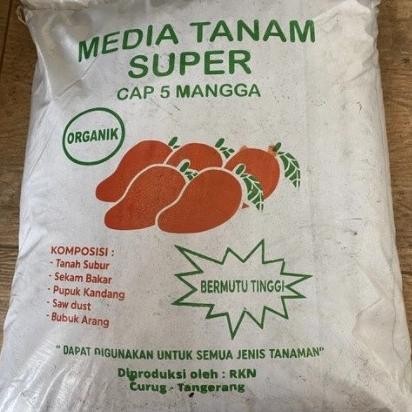 MEDIA TANAM
SUPER
CAP 5 MANGGA
ORGANIK
KOMPOSISI :
- Tanah Subur
- Sekam Bakar
- Pupuk Kandang
- Saw dust
- Bubuk Arang
BERMUTU TINGGI
"DAPAT DIGUNAKAN UNTUK SEMUA JENIS TANAMAN"
Diproduksi oleh : RKN
Curug - Tangerang